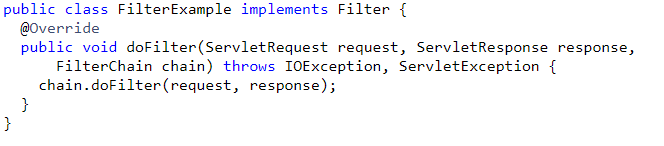 public class FilterExample implements Filter {
  @Override
  public void doFilter(ServletRequest request, ServletResponse response,
      FilterChain chain) throws IOException, ServletException {
    chain.doFilter(request, response);
  }
}